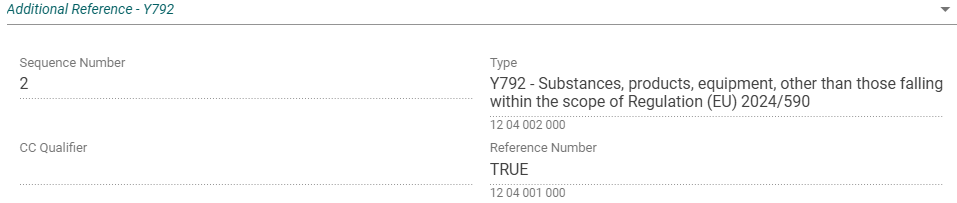 Additional Reference - Y792
Sequence Number
2
Type
Y792 - Substances, products, equipment, other than those falling
within the scope of Regulation (EU) 2024/590
12 04 002 000
CC Qualifier
Reference Number
TRUE
12 04 001 000